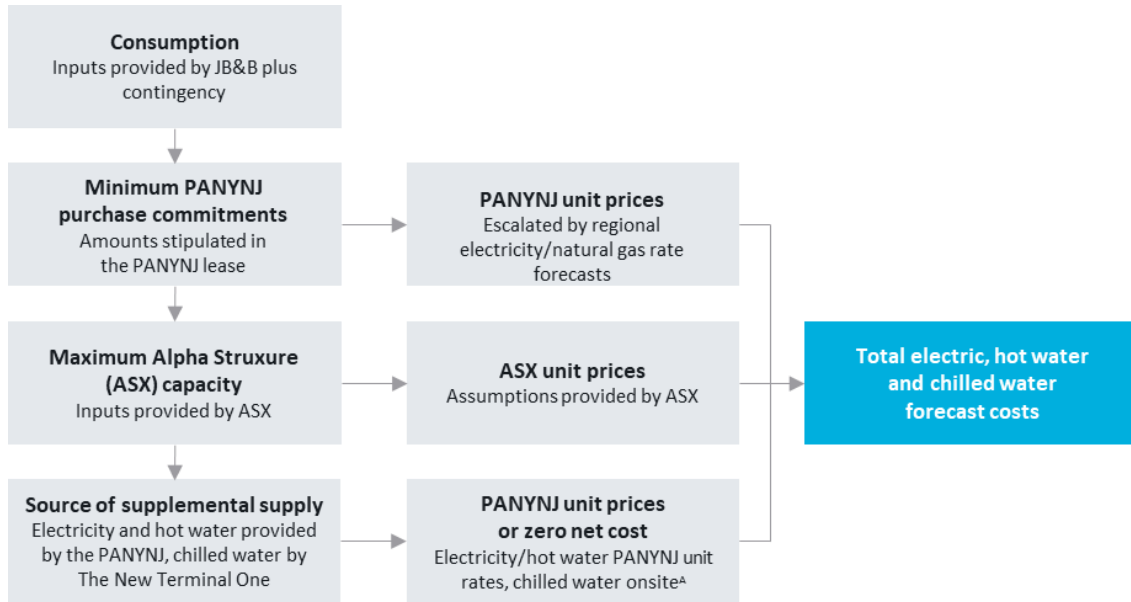 Consumption
Inputs provided by JB&B plus
contingency
Minimum PANYNJ
purchase commitments
Amounts stipulated in
the PANYNJ lease
PANYNJ unit prices
Escalated by regional
electricity/natural gas rate
forecasts
Maximum Alpha Struxure
(ASX) capacity
Inputs provided by ASX
ASX unit prices
Assumptions provided by ASX
Total electric, hot water
and chilled water
forecast costs
Source of supplemental supply
Electricity and hot water provided
by the PANYNJ, chilled water by
The New Terminal One
PANYNJ unit prices
or zero net cost
Electricity/hot water PANYNJ unit
rates, chilled water onsiteᴬ